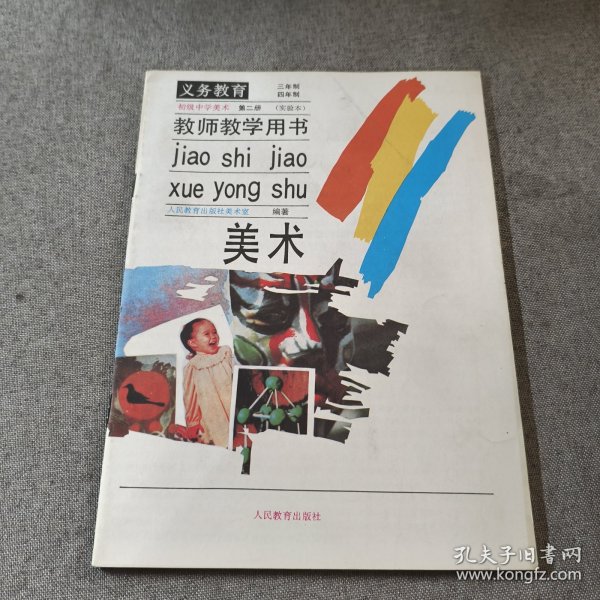 义务教育 三年制
四年制
初级中学美术 第二册 (实验本)
教师教学用书
jiao shi jiao
xue yong shu
人民教育出版社美术室 编著
美术
人民教育出版社
孔夫子旧书网
www.kongfz.com